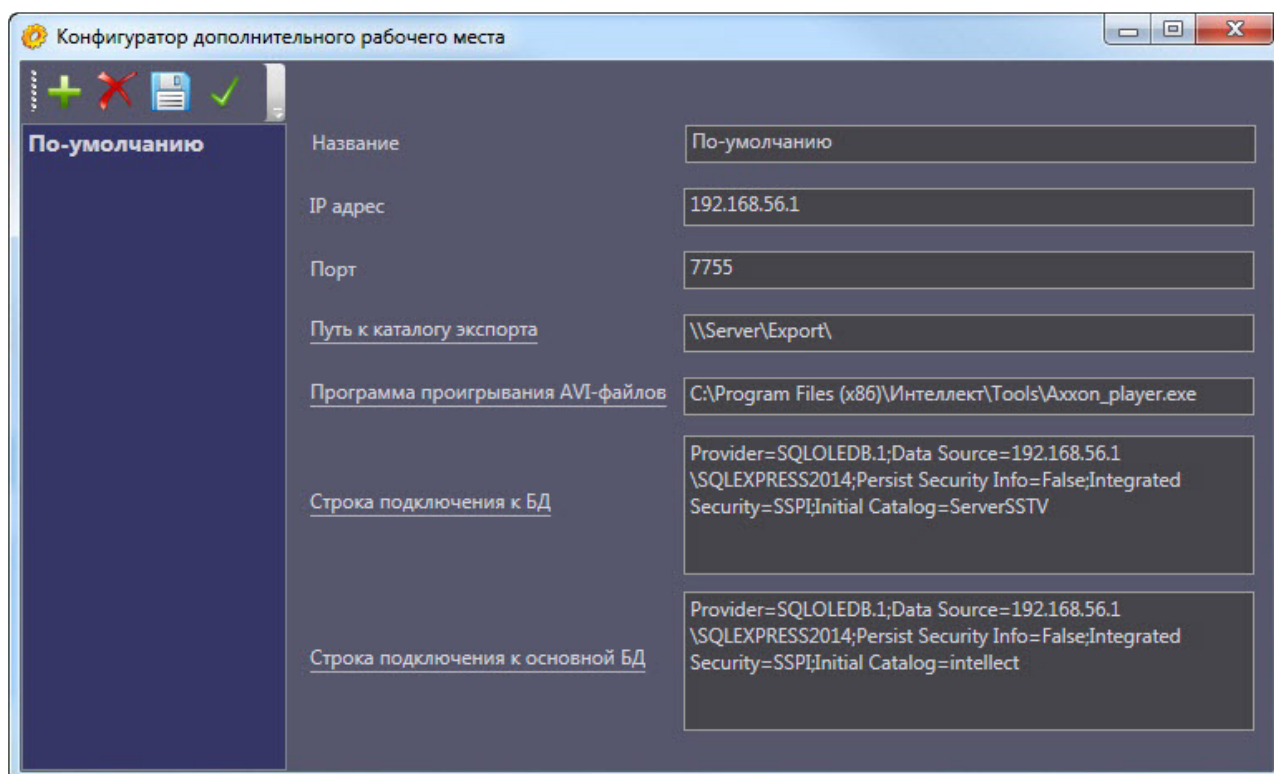 Конфигуратор дополнительного рабочего места
По-умолчанию
Название
По-умолчанию
IP адрес
192.168.56.1
Порт
7755
Путь к каталогу экспорта
\\Server\Export\
Программа проигрывания AVI-файлов
C:\Program Files (x86)\Интеллект\Tools\Axxon_player.exe
Строка подключения к БД
Provider=SQLOLEDB.1;Data Source=192.168.56.1
\SQLEXPRESS2014;Persist Security Info=False;Integrated
Security=SSPI;Initial Catalog=ServerSSTV
Строка подключения к основной БД
Provider=SQLOLEDB.1;Data Source=192.168.56.1
\SQLEXPRESS2014;Persist Security Info=False;Integrated
Security=SSPI;Initial Catalog=intellect